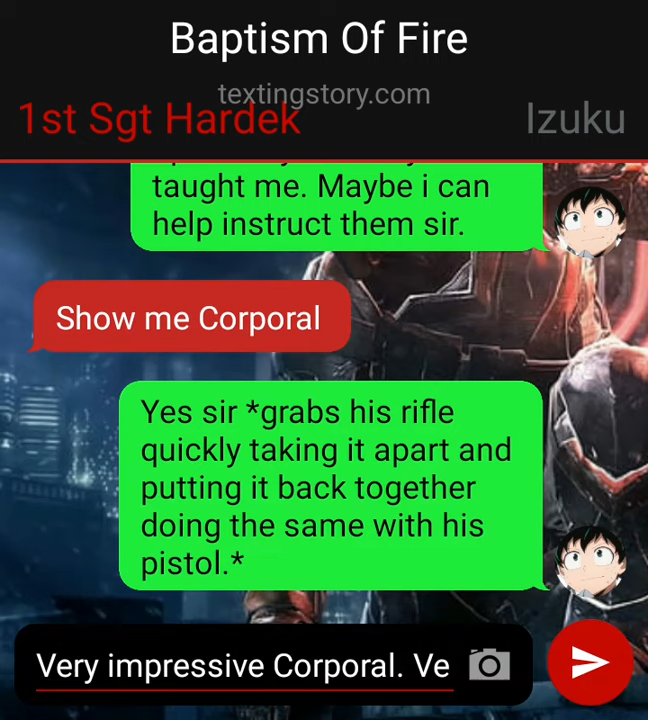 Baptism Of Fire
textingstory.com
1st Sgt Hardek
Izuku
taught me. Maybe i can
help instruct them sir.
Show me Corporal
Yes sir *grabs his rifle
quickly taking it apart and
putting it back together
doing the same with his
pistol.*
Very impressive Corporal. Ve